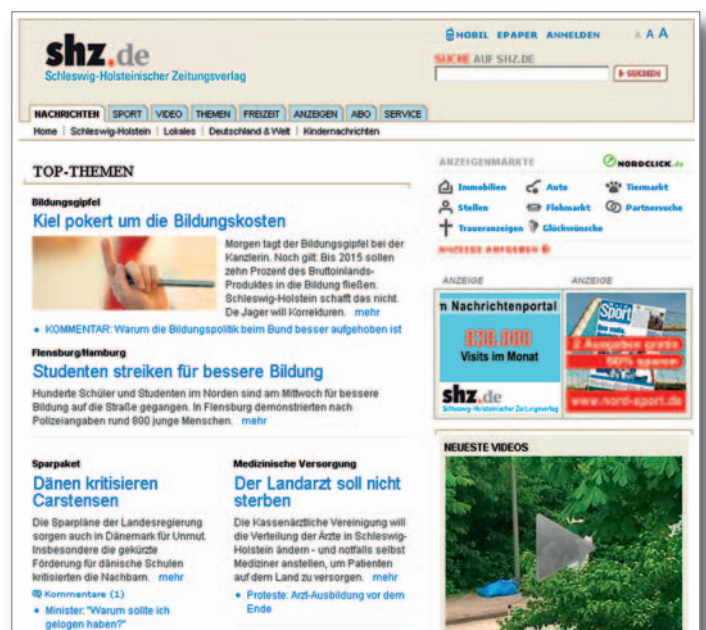 MOBIL EPAPER ANMELDEN A A A
shz.de
Schleswig-Holsteinischer Zeitungsverlag
SUCHE AUF SHZ.DE
SUCHEN
NACHRICHTEN SPORT VIDEO THEMEN FREIZEIT ANZEIGEN ABO SERVICE
Home | Schleswig-Holstein | Lokales | Deutschland & Welt | Kindernachrichten
TOP-THEMEN
Bildungsgipfel
Kiel pokert um die Bildungskosten
Morgen tagt der Bildungsgipfel bei der
Kanzlerin. Noch gilt: Bis 2015 sollen
zehn Prozent des Bruttoinlands-
Produktes in die Bildung fließen.
Schleswig-Holstein schafft das nicht.
De Jager will Korrekturen. mehr
• KOMMENTAR: Warum die Bildungspolitik beim Bund besser aufgehoben ist
Flensburg/Hamburg
Studenten streiken für bessere Bildung
Hunderte Schüler und Studenten im Norden sind am Mittwoch für bessere
Bildung auf die Straße gegangen. In Flensburg demonstrierten nach
Polizeiangaben rund 800 junge Menschen. mehr
Sparpaket
Dänen kritisieren
Carstensen
Die Sparpläne der Landesregierung
sorgen auch in Dänemark für Unmut.
Insbesondere die gekürzte
Förderung für dänische Schulen
kritisierten die Nachbarn. mehr
Kommentare (1)
• Minister: "Warum sollte ich
gelogen haben?"
Medizinische Versorgung
Der Landarzt soll nicht
sterben
Die Kassenärztliche Vereinigung will
die Verteilung der Ärzte in Schleswig-
Holstein ändern - und notfalls selbst
Mediziner anstellen, um Patienten
auf dem Land zu versorgen. mehr
• Proteste: Arzt-Ausbildung vor dem
Ende
ANZEIGENMÄRKTE NORDCLICK.de
Immobilien Auto Tiermarkt
Stellen Flohmarkt Partnersuche
Traueranzeigen Glückwünsche
ANZEIGE AUFGEBEN
ANZEIGE ANZEIGE
n Nachrichtenportal
838.000
Visits im Monat
shz.de
Schleswig-Holsteinischer Zeitungsverlag
Sport
2 Ausgaben gratis
50% sparen
www.nord-sport.de
NEUESTE VIDEOS